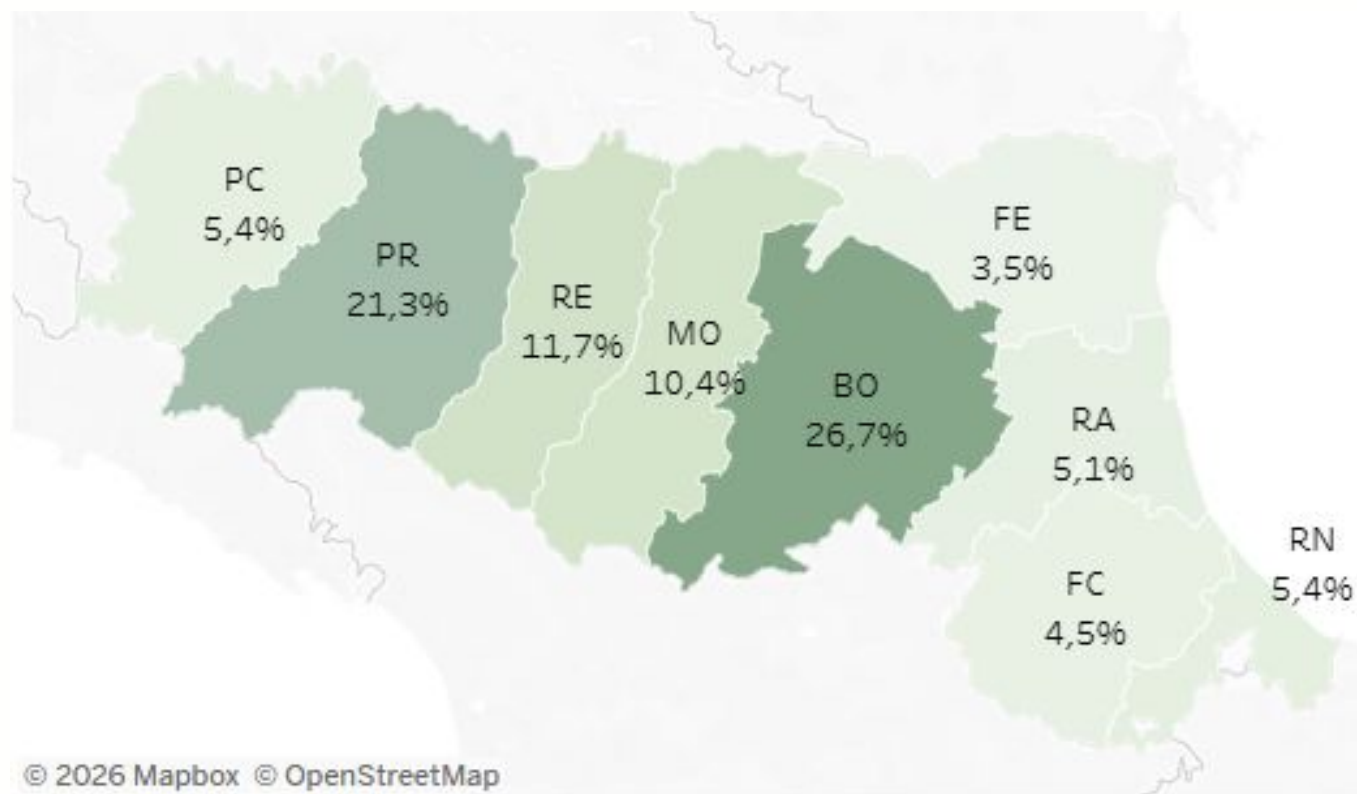 PC
5,4%
PR
21,3%
RE
11,7%
MO
10,4%
BO
26,7%
FE
3,5%
RA
5,1%
FC
4,5%
RN
5,4%
© 2026 Mapbox © OpenStreetMap